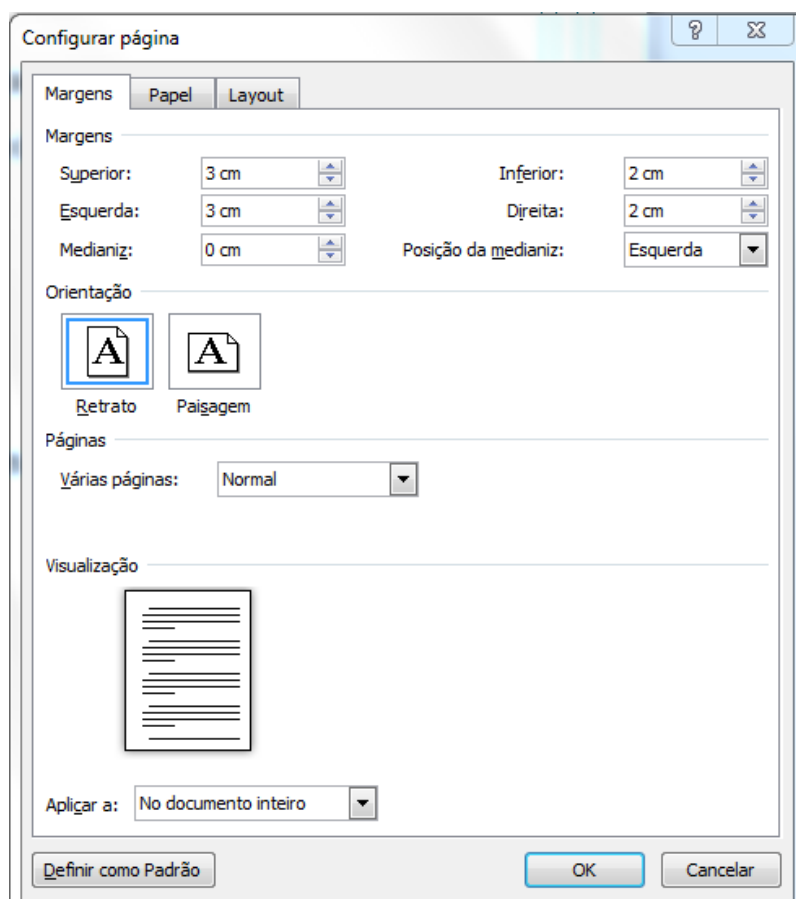 Configurar página
Margens Papel Layout
Margens
Superior: 3 cm Inferior: 2 cm
Esquerda: 3 cm Direita: 2 cm
Medianiz: 0 cm Posição da medianiz: Esquerda
Orientação
A A
Retrato Paisagem
Páginas
Várias páginas: Normal
Visualização
Aplicar a: No documento inteiro
Definir como Padrão OK Cancelar